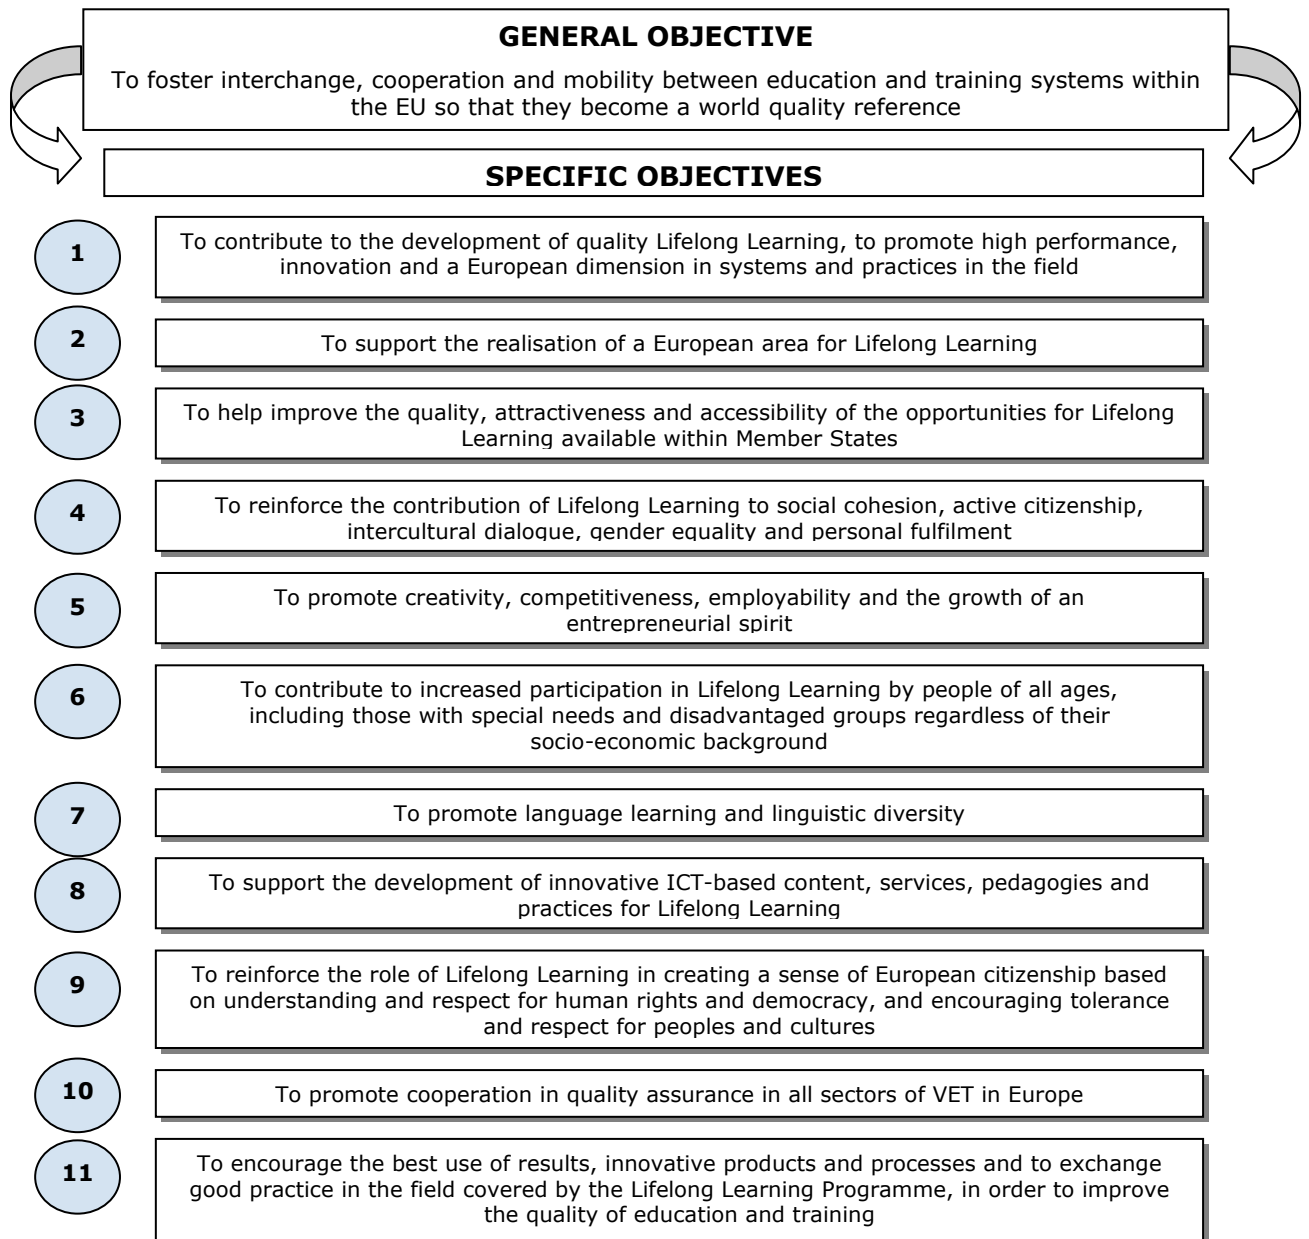 GENERAL OBJECTIVE
To foster interchange, cooperation and mobility between education and training systems within
the EU so that they become a world quality reference
SPECIFIC OBJECTIVES
1
To contribute to the development of quality Lifelong Learning, to promote high performance,
innovation and a European dimension in systems and practices in the field
2
To support the realisation of a European area for Lifelong Learning
3
To help improve the quality, attractiveness and accessibility of the opportunities for Lifelong
Learning available within Member States
4
To reinforce the contribution of Lifelong Learning to social cohesion, active citizenship,
intercultural dialogue, gender equality and personal fulfilment
5
To promote creativity, competitiveness, employability and the growth of an
entrepreneurial spirit
6
To contribute to increased participation in Lifelong Learning by people of all ages,
including those with special needs and disadvantaged groups regardless of their
socio-economic background
7
To promote language learning and linguistic diversity
8
To support the development of innovative ICT-based content, services, pedagogies and
practices for Lifelong Learning
9
To reinforce the role of Lifelong Learning in creating a sense of European citizenship based
on understanding and respect for human rights and democracy, and encouraging tolerance
and respect for peoples and cultures
10
To promote cooperation in quality assurance in all sectors of VET in Europe
11
To encourage the best use of results, innovative products and processes and to exchange
good practice in the field covered by the Lifelong Learning Programme, in order to improve
the quality of education and training